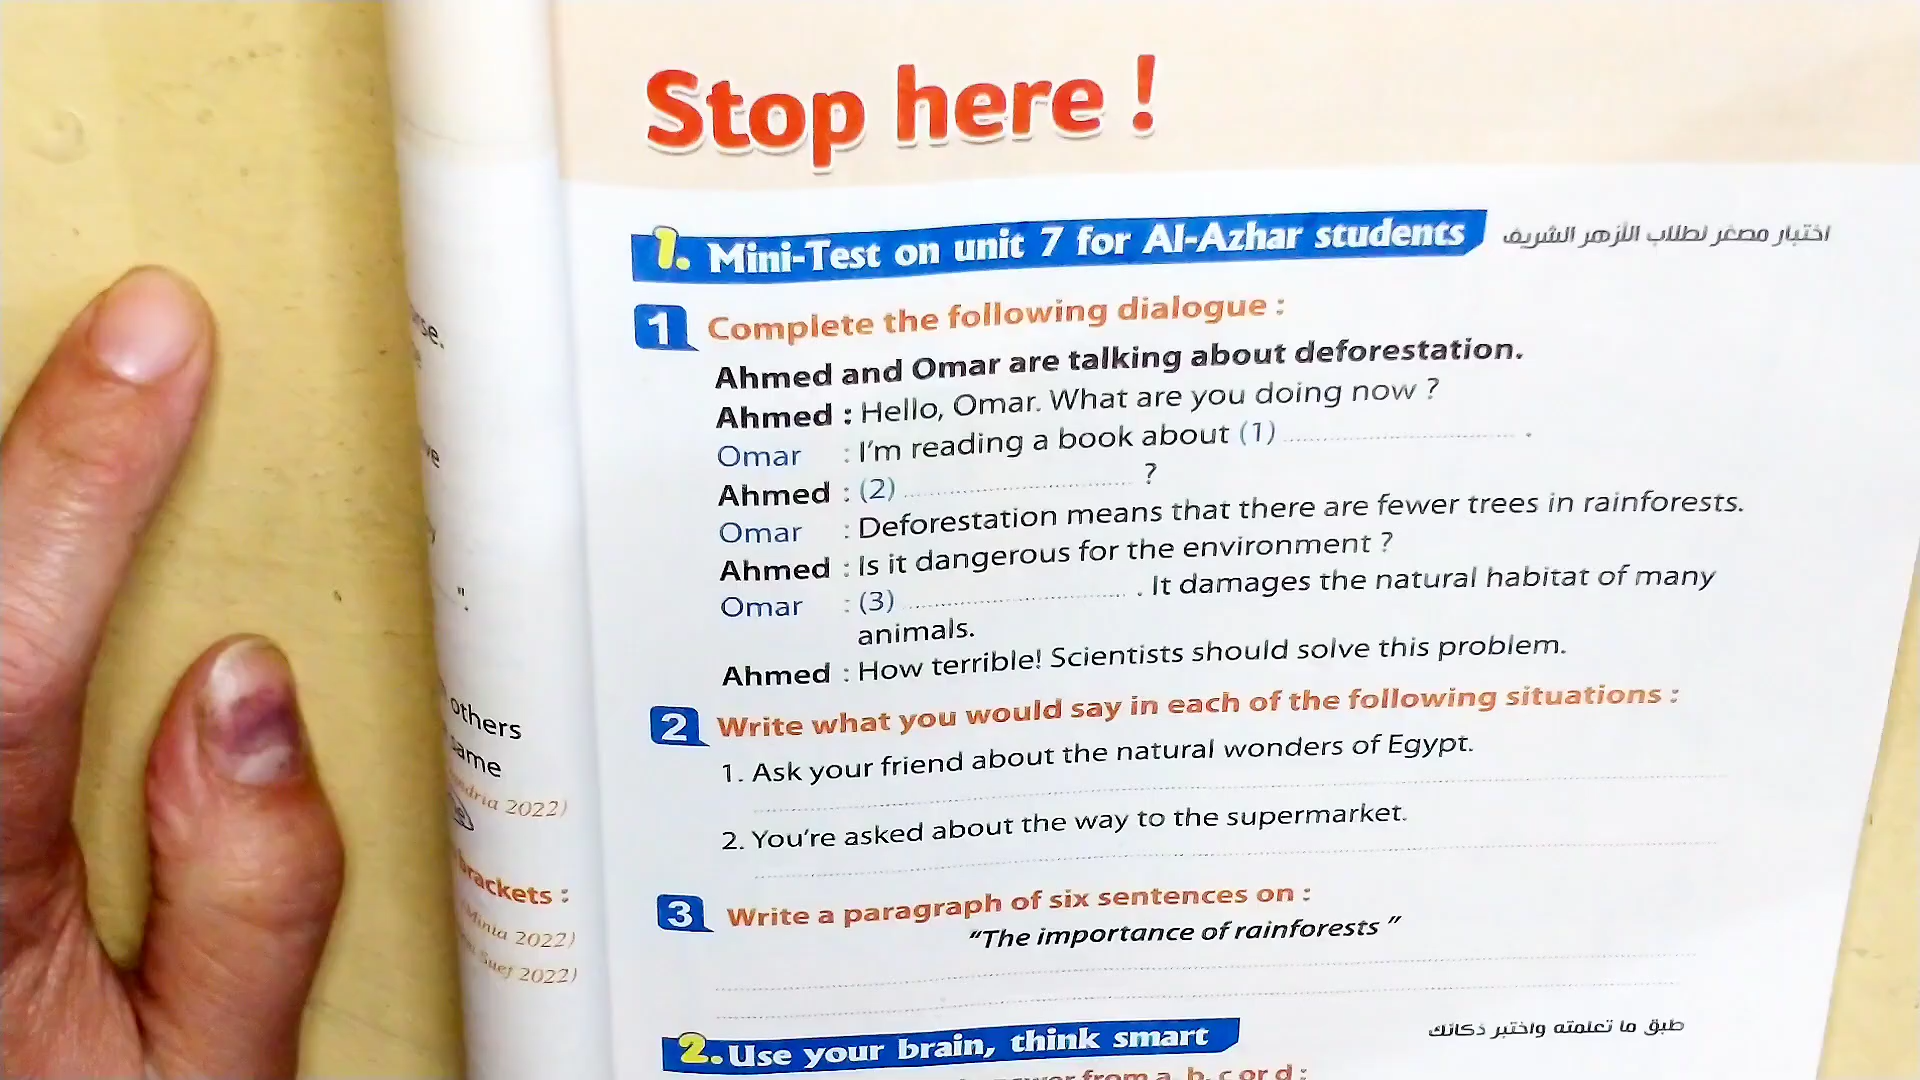 Stop here !
1. Mini-Test on unit 7 for Al-Azhar students
اختبار مصغر لطلاب الأزهر الشريف
1 Complete the following dialogue :
Ahmed and Omar are talking about deforestation.
Ahmed : Hello, Omar. What are you doing now ?
Omar : I'm reading a book about (1) .................... .
Ahmed : (2) .................... ?
Omar : Deforestation means that there are fewer trees in rainforests.
Ahmed : Is it dangerous for the environment ?
Omar : (3) .................... . It damages the natural habitat of many
animals.
Ahmed : How terrible! Scientists should solve this problem.
2 Write what you would say in each of the following situations :
1. Ask your friend about the natural wonders of Egypt.
2. You're asked about the way to the supermarket.
3 Write a paragraph of six sentences on :
"The importance of rainforests"
2. Use your brain, think smart
طبق ما تعلمته واختبر ذكائك
from a, b, c or d :
others
2022)
brackets :
2022)
2022)